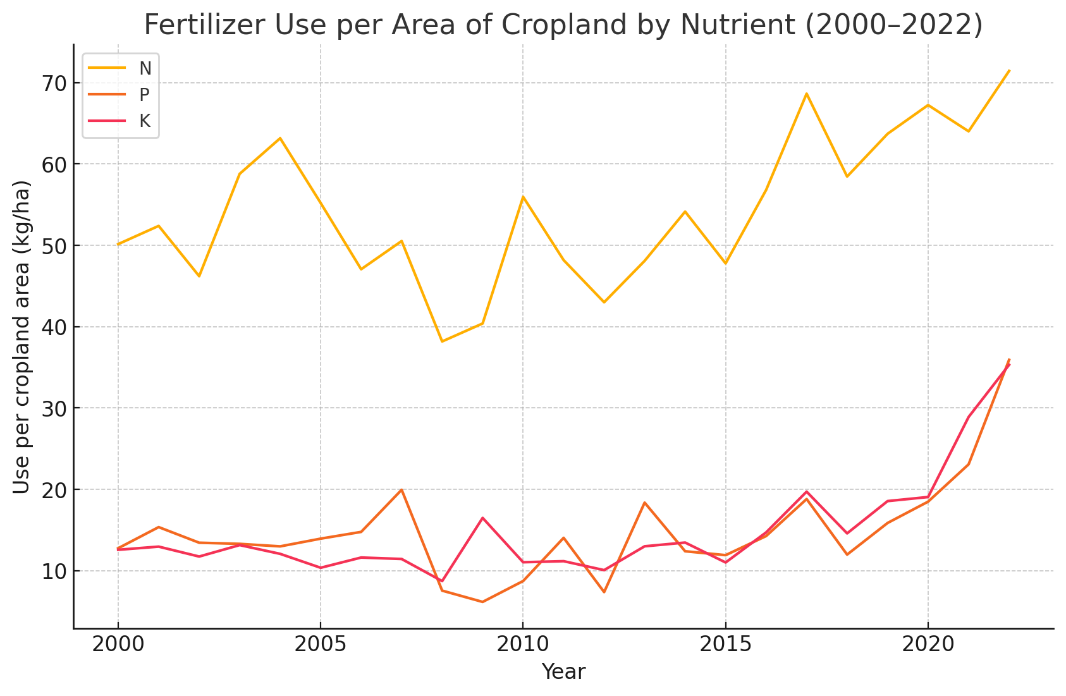 Fertilizer Use per Area of Cropland by Nutrient (2000–2022)
N
P
K
Use per cropland area (kg/ha)
70
60
50
40
30
20
10
2000 2005 2010 2015 2020
Year